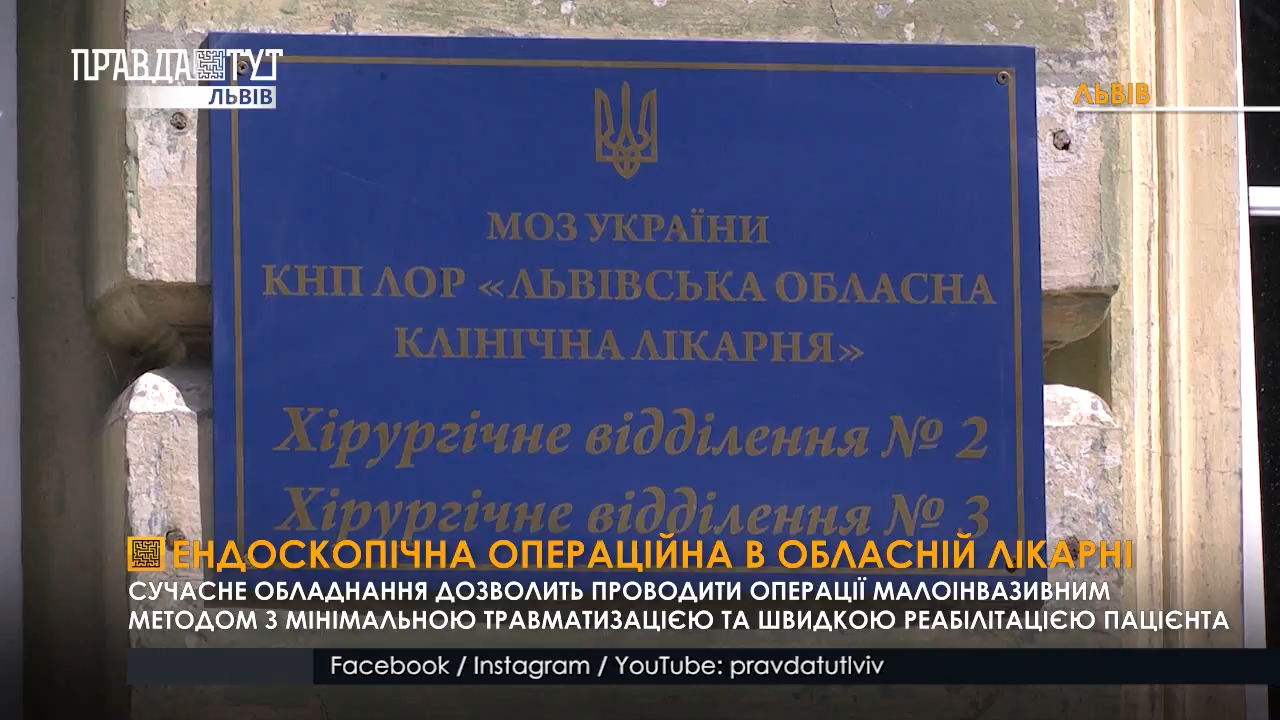 ПРАВДА ТУТ
ЛЬВІВ
ЛЬВІВ
МОЗ УКРАЇНИ
КНП ЛОР «ЛЬВІВСЬКА ОБЛАСНА
КЛІНІЧНА ЛІКАРНЯ»
Хірургічне відділення № 2
Хірургічне відділення № 3
ЕНДОСКОПІЧНА ОПЕРАЦІЙНА В ОБЛАСНІЙ ЛІКАРНІ
СУЧАСНЕ ОБЛАДНАННЯ ДОЗВОЛИТЬ ПРОВОДИТИ ОПЕРАЦІЇ МАЛОІНВАЗИВНИМ
МЕТОДОМ З МІНІМАЛЬНОЮ ТРАВМАТИЗАЦІЄЮ ТА ШВИДКОЮ РЕАБІЛІТАЦІЄЮ ПАЦІЄНТА
Facebook / Instagram / YouTube: pravdatutlviv